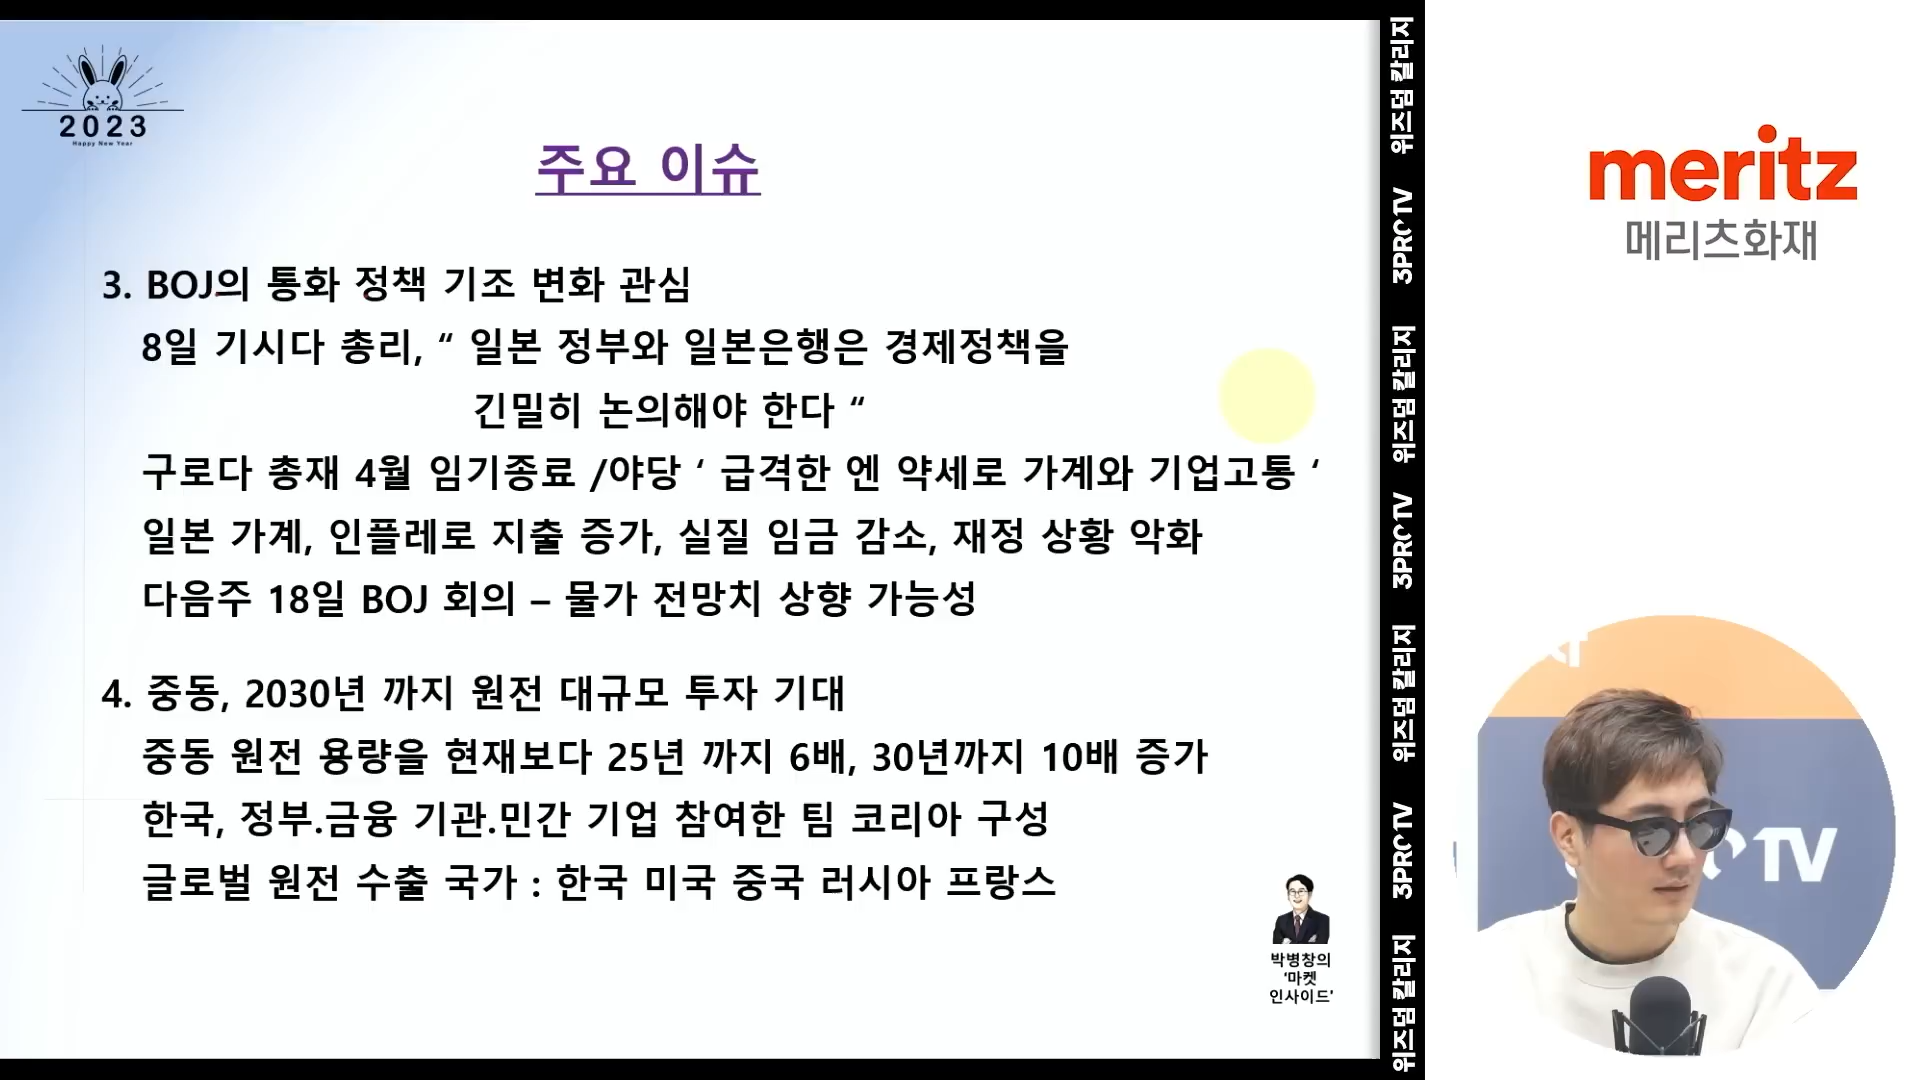 2023
Happy New Year
주요 이슈
3. BOJ의 통화 정책 기조 변화 관심
8일 기시다 총리, “ 일본 정부와 일본은행은 경제정책을
긴밀히 논의해야 한다 “
구로다 총재 4월 임기종료 /야당 ‘ 급격한 엔 약세로 가계와 기업고통 ‘
일본 가계, 인플레로 지출 증가, 실질 임금 감소, 재정 상황 악화
다음주 18일 BOJ 회의 – 물가 전망치 상향 가능성
4. 중동, 2030년 까지 원전 대규모 투자 기대
중동 원전 용량을 현재보다 25년 까지 6배, 30년까지 10배 증가
한국, 정부.금융 기관.민간 기업 참여한 팀 코리아 구성
글로벌 원전 수출 국가 : 한국 미국 중국 러시아 프랑스
박병창의
‘마켓
인사이드’
위즈덤 칼리지
3PROTV
위즈덤 칼리지
3PROTV
위즈덤 칼리지
3PROTV
위즈덤 칼리지
meritz
메리츠화재
TV